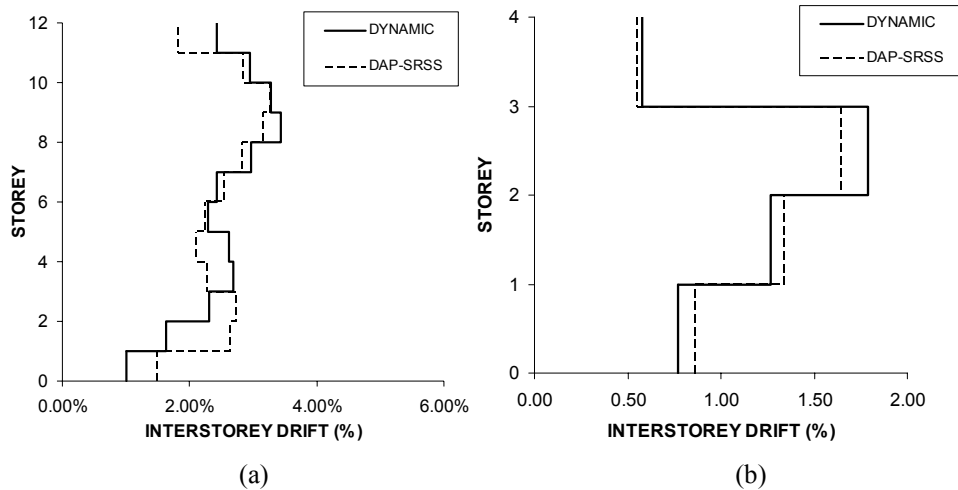 12
10
8
6
4
2
0
STOREY
0.00% 2.00% 4.00% 6.00%
INTERSTOREY DRIFT (%)
DYNAMIC
DAP-SRSS
(a)
4
3
2
1
0
STOREY
0.00 0.50 1.00 1.50 2.00
INTERSTOREY DRIFT (%)
DYNAMIC
DAP-SRSS
(b)